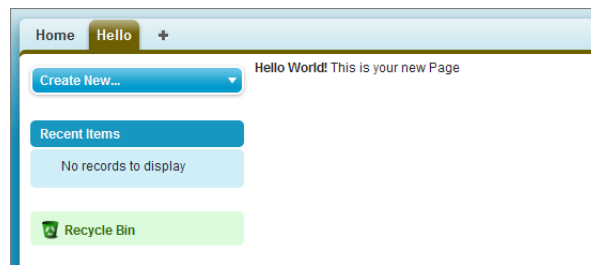 Home Hello +
Create New...
Hello World! This is your new Page
Recent Items
No records to display
Recycle Bin